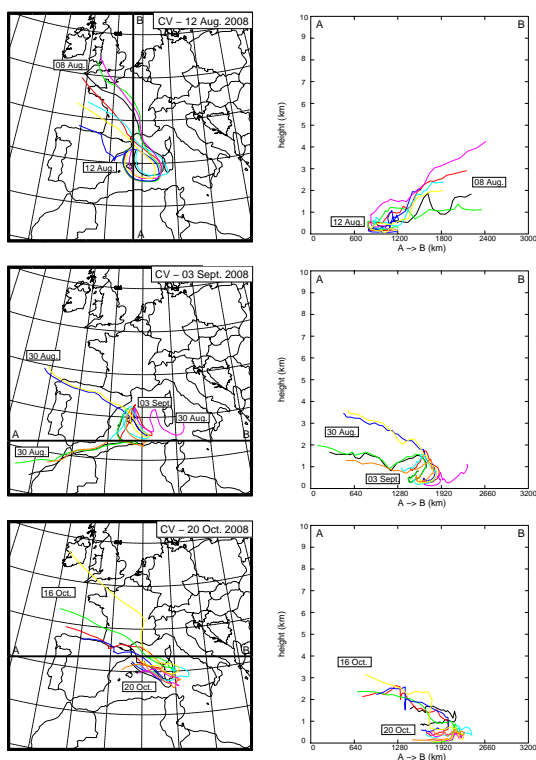 CV − 12 Aug. 2008
B
08 Aug.
12 Aug.
A
A
B
10
9
8
7
6
5
4
3
2
1
0
height (km)
08 Aug.
12 Aug.
0
600
1200
1800
2400
3000
A −> B (km)
CV − 03 Sept. 2008
30 Aug.
03 Sept.
30 Aug.
A
B
30 Aug.
A
B
10
9
8
7
6
5
4
3
2
1
0
height (km)
30 Aug.
03 Sept.
0
640
1280
1920
2660
3200
A −> B (km)
CV − 20 Oct. 2008
16 Oct.
A
B
20 Oct.
A
B
10
9
8
7
6
5
4
3
2
1
0
height (km)
16 Oct.
20 Oct.
0
640
1280
1920
2660
3200
A −> B (km)